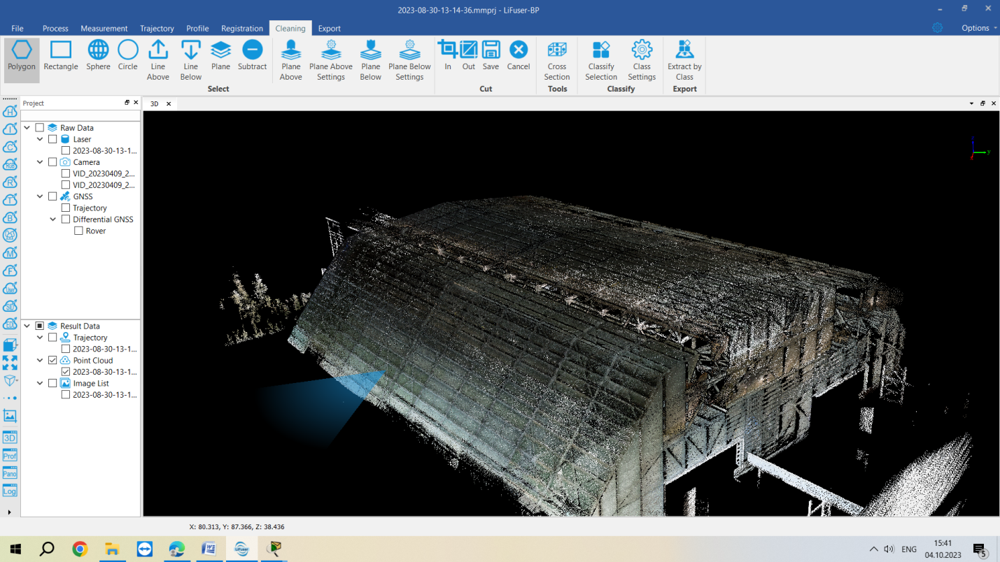 2023-08-30-13-14-36.mmprj - LiFuser-BP
File Process Measurement Trajectory Profile Registration Cleaning Export Options
Polygon Rectangle Sphere Circle Line Above Line Below Plane Subtract Plane Above Plane Above Settings Plane Below Plane Below Settings In Out Save Cancel Cross Section Classify Selection Class Settings Extract by Class
Select Cut Tools Classify Export
Project
3D
H
I
C
RGB
R
T
B
M
F
User
3D
Prof
Pano
Log
Raw Data
Laser
2023-08-30-13-1...
Camera
VID_20230409_2...
VID_20230409_2...
GNSS
Trajectory
Differential GNSS
Rover
Result Data
Trajectory
2023-08-30-13-1...
Point Cloud
2023-08-30-13-1...
Image List
2023-08-30-13-1...
y
X: 80.313, Y: 87.366, Z: 38.436
LiFuser
ENG
15:41
04.10.2023
5